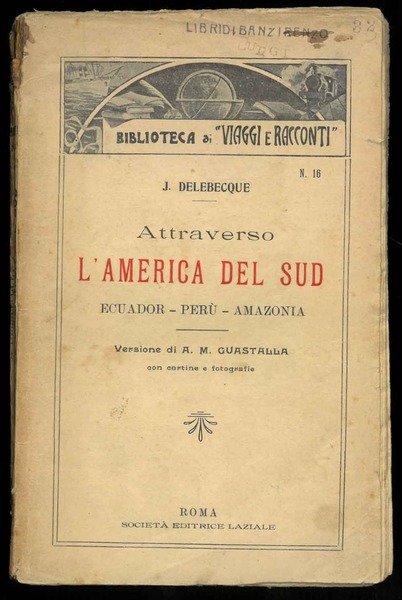 LIBRI DI BANZI RENZO
LUIGI
BIBLIOTECA di "VIAGGI E RACCONTI"
N. 16
J. DELEBECQUE
Attraverso
L'AMERICA DEL SUD
ECUADOR - PERÙ - AMAZONIA
Versione di A. M. GUASTALLA
con cartine e fotografie
ROMA
SOCIETÀ EDITRICE LAZIALE